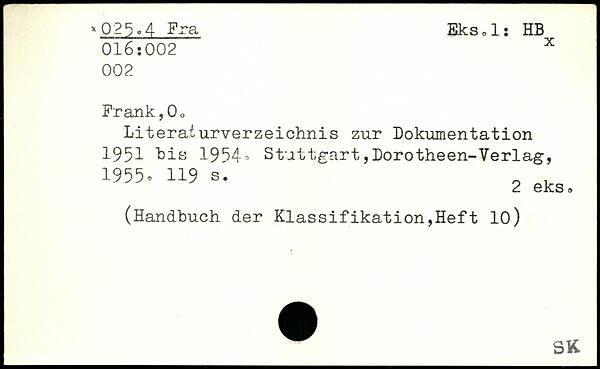 x 025.4 Fra Eks.1: HB x
016:002
002
Frank,O.
Literaturverzeichnis zur Dokumentation
1951 bis 1954. Stuttgart,Dorotheen-Verlag,
1955. 119 s.
2 eks.
(Handbuch der Klassifikation,Heft 10)
SK